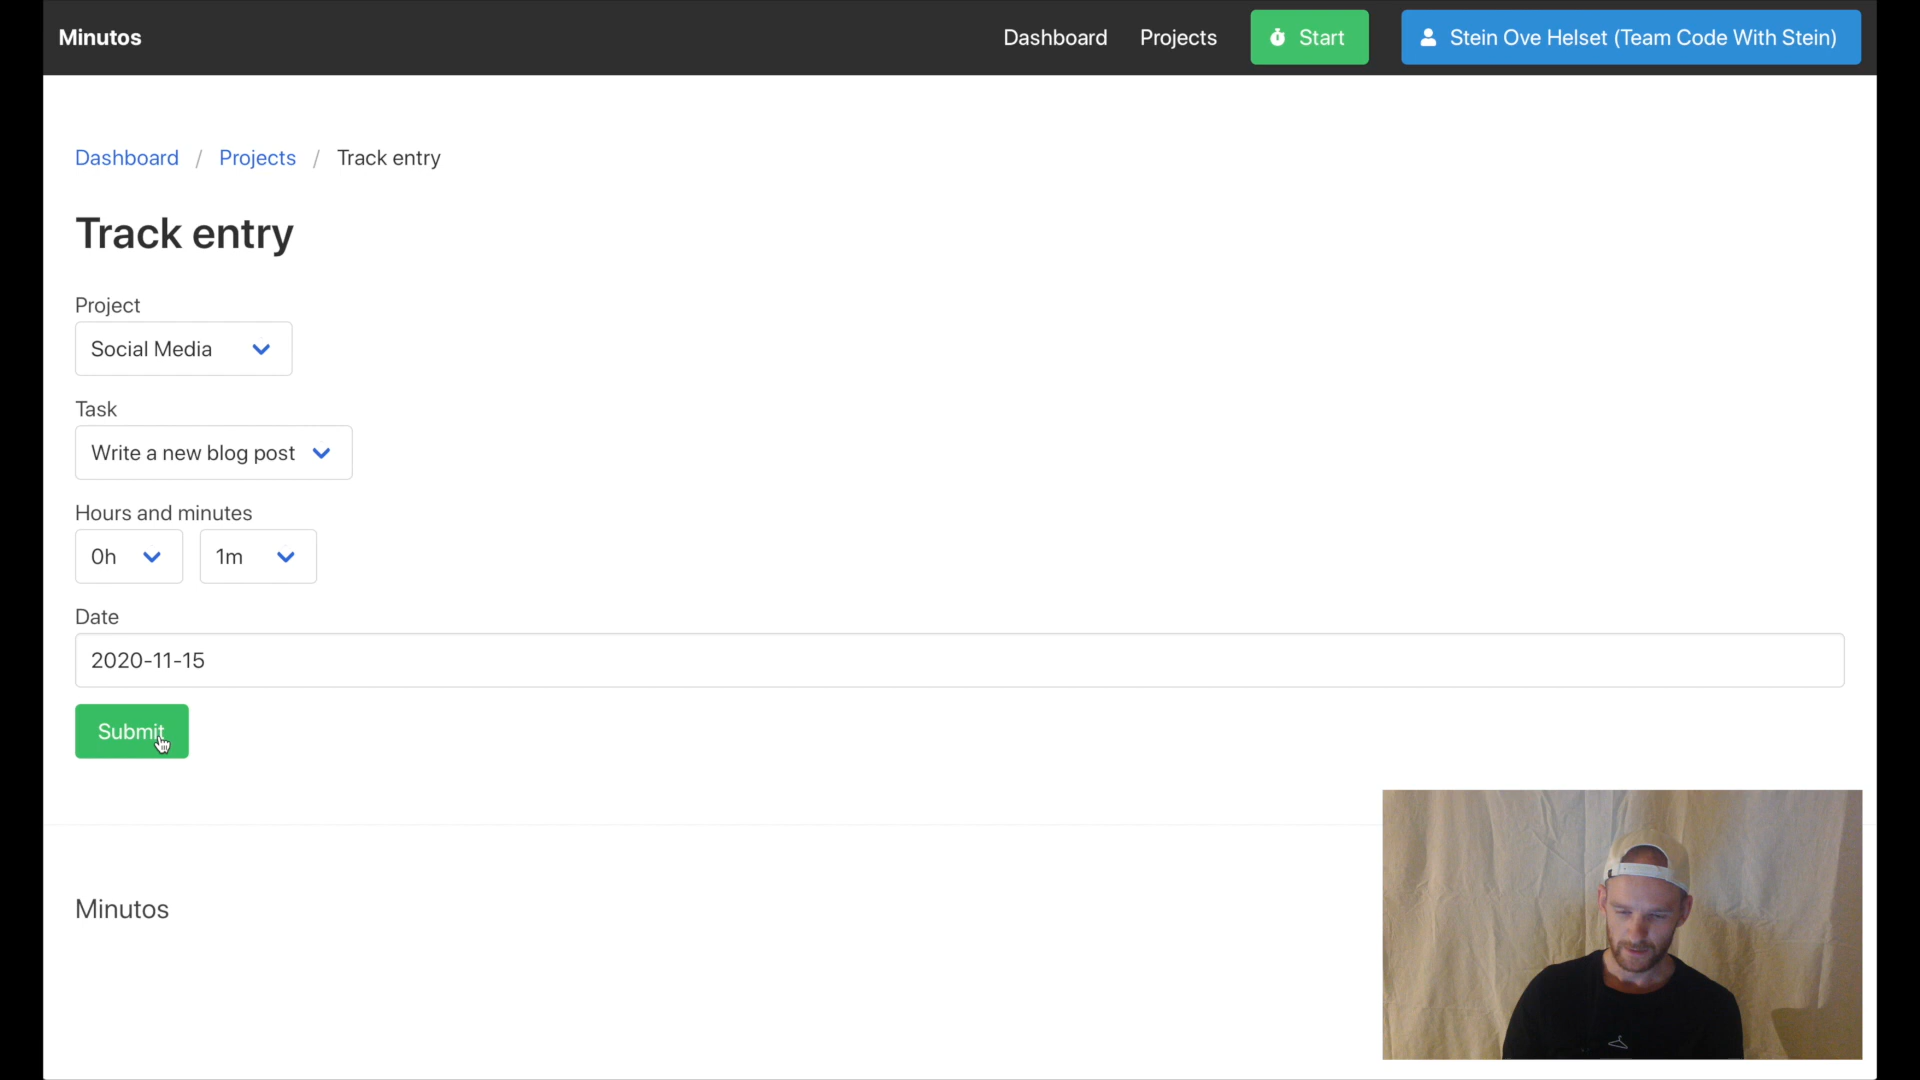 Minutos
Dashboard Projects Start Stein Ove Helset (Team Code With Stein)
Dashboard / Projects / Track entry
Track entry
Project
Social Media
Task
Write a new blog post
Hours and minutes
0h 1m
Date
2020-11-15
Submit
Minutos